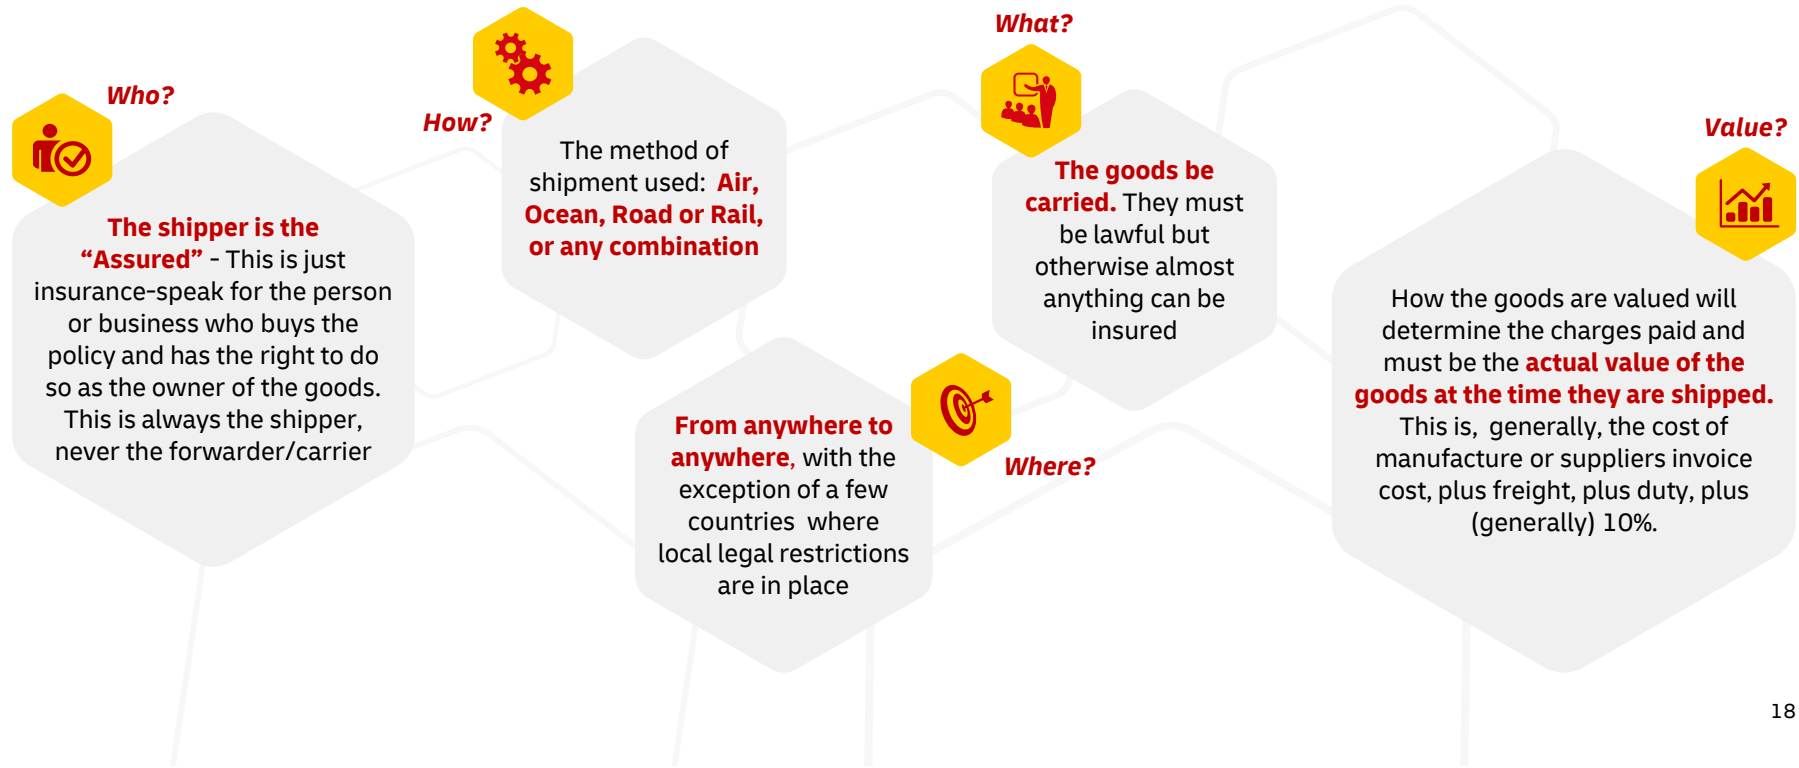 Who?
The shipper is the
“Assured” - This is just
insurance-speak for the person
or business who buys the
policy and has the right to do
so as the owner of the goods.
This is always the shipper,
never the forwarder/carrier
How?
The method of
shipment used: Air,
Ocean, Road or Rail,
or any combination
From anywhere to
anywhere, with the
exception of a few
countries where
local legal restrictions
are in place
Where?
What?
The goods be
carried. They must
be lawful but
otherwise almost
anything can be
insured
Value?
How the goods are valued will
determine the charges paid and
must be the actual value of the
goods at the time they are shipped.
This is, generally, the cost of
manufacture or suppliers invoice
cost, plus freight, plus duty, plus
(generally) 10%.
18